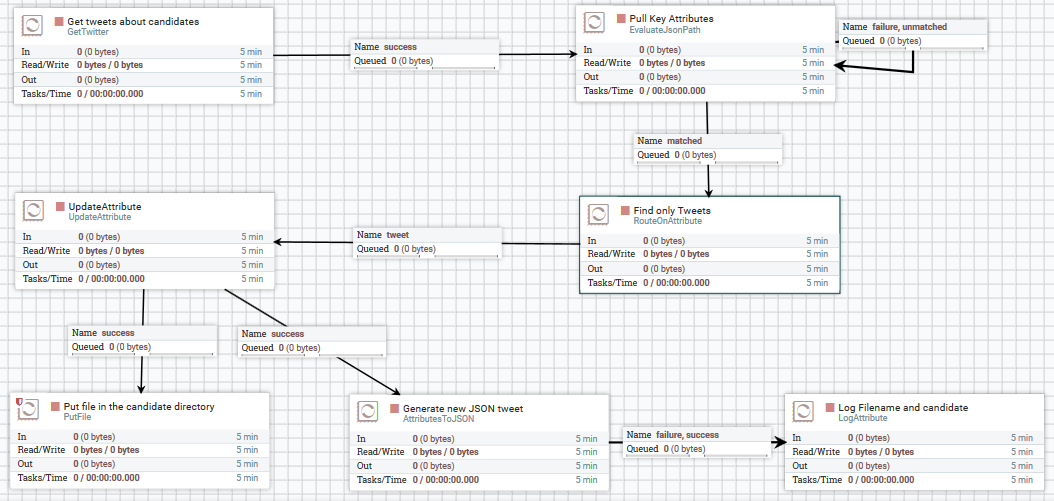 Get tweets about candidates
GetTwitter
In 0 (0 bytes) 5 min
Read/Write 0 bytes / 0 bytes 5 min
Out 0 (0 bytes) 5 min
Tasks/Time 0 / 00:00:00.000 5 min
Name success
Queued 0 (0 bytes)
Pull Key Attributes
EvaluateJsonPath
In 0 (0 bytes) 5 min
Read/Write 0 bytes / 0 bytes 5 min
Out 0 (0 bytes) 5 min
Tasks/Time 0 / 00:00:00.000 5 min
Name failure, unmatched
Queued 0 (0 bytes)
Name matched
Queued 0 (0 bytes)
UpdateAttribute
UpdateAttribute
In 0 (0 bytes) 5 min
Read/Write 0 bytes / 0 bytes 5 min
Out 0 (0 bytes) 5 min
Tasks/Time 0 / 00:00:00.000 5 min
Name tweet
Queued 0 (0 bytes)
Find only Tweets
RouteOnAttribute
In 0 (0 bytes) 5 min
Read/Write 0 bytes / 0 bytes 5 min
Out 0 (0 bytes) 5 min
Tasks/Time 0 / 00:00:00.000 5 min
Name success
Queued 0 (0 bytes)
Name success
Queued 0 (0 bytes)
Put file in the candidate directory
PutFile
In 0 (0 bytes) 5 min
Read/Write 0 bytes / 0 bytes 5 min
Out 0 (0 bytes) 5 min
Tasks/Time 0 / 00:00:00.000 5 min
Generate new JSON tweet
AttributesToJSON
In 0 (0 bytes) 5 min
Read/Write 0 bytes / 0 bytes 5 min
Out 0 (0 bytes) 5 min
Tasks/Time 0 / 00:00:00.000 5 min
Name failure, success
Queued 0 (0 bytes)
Log Filename and candidate
LogAttribute
In 0 (0 bytes) 5 min
Read/Write 0 bytes / 0 bytes 5 min
Out 0 (0 bytes) 5 min
Tasks/Time 0 / 00:00:00.000 5 min